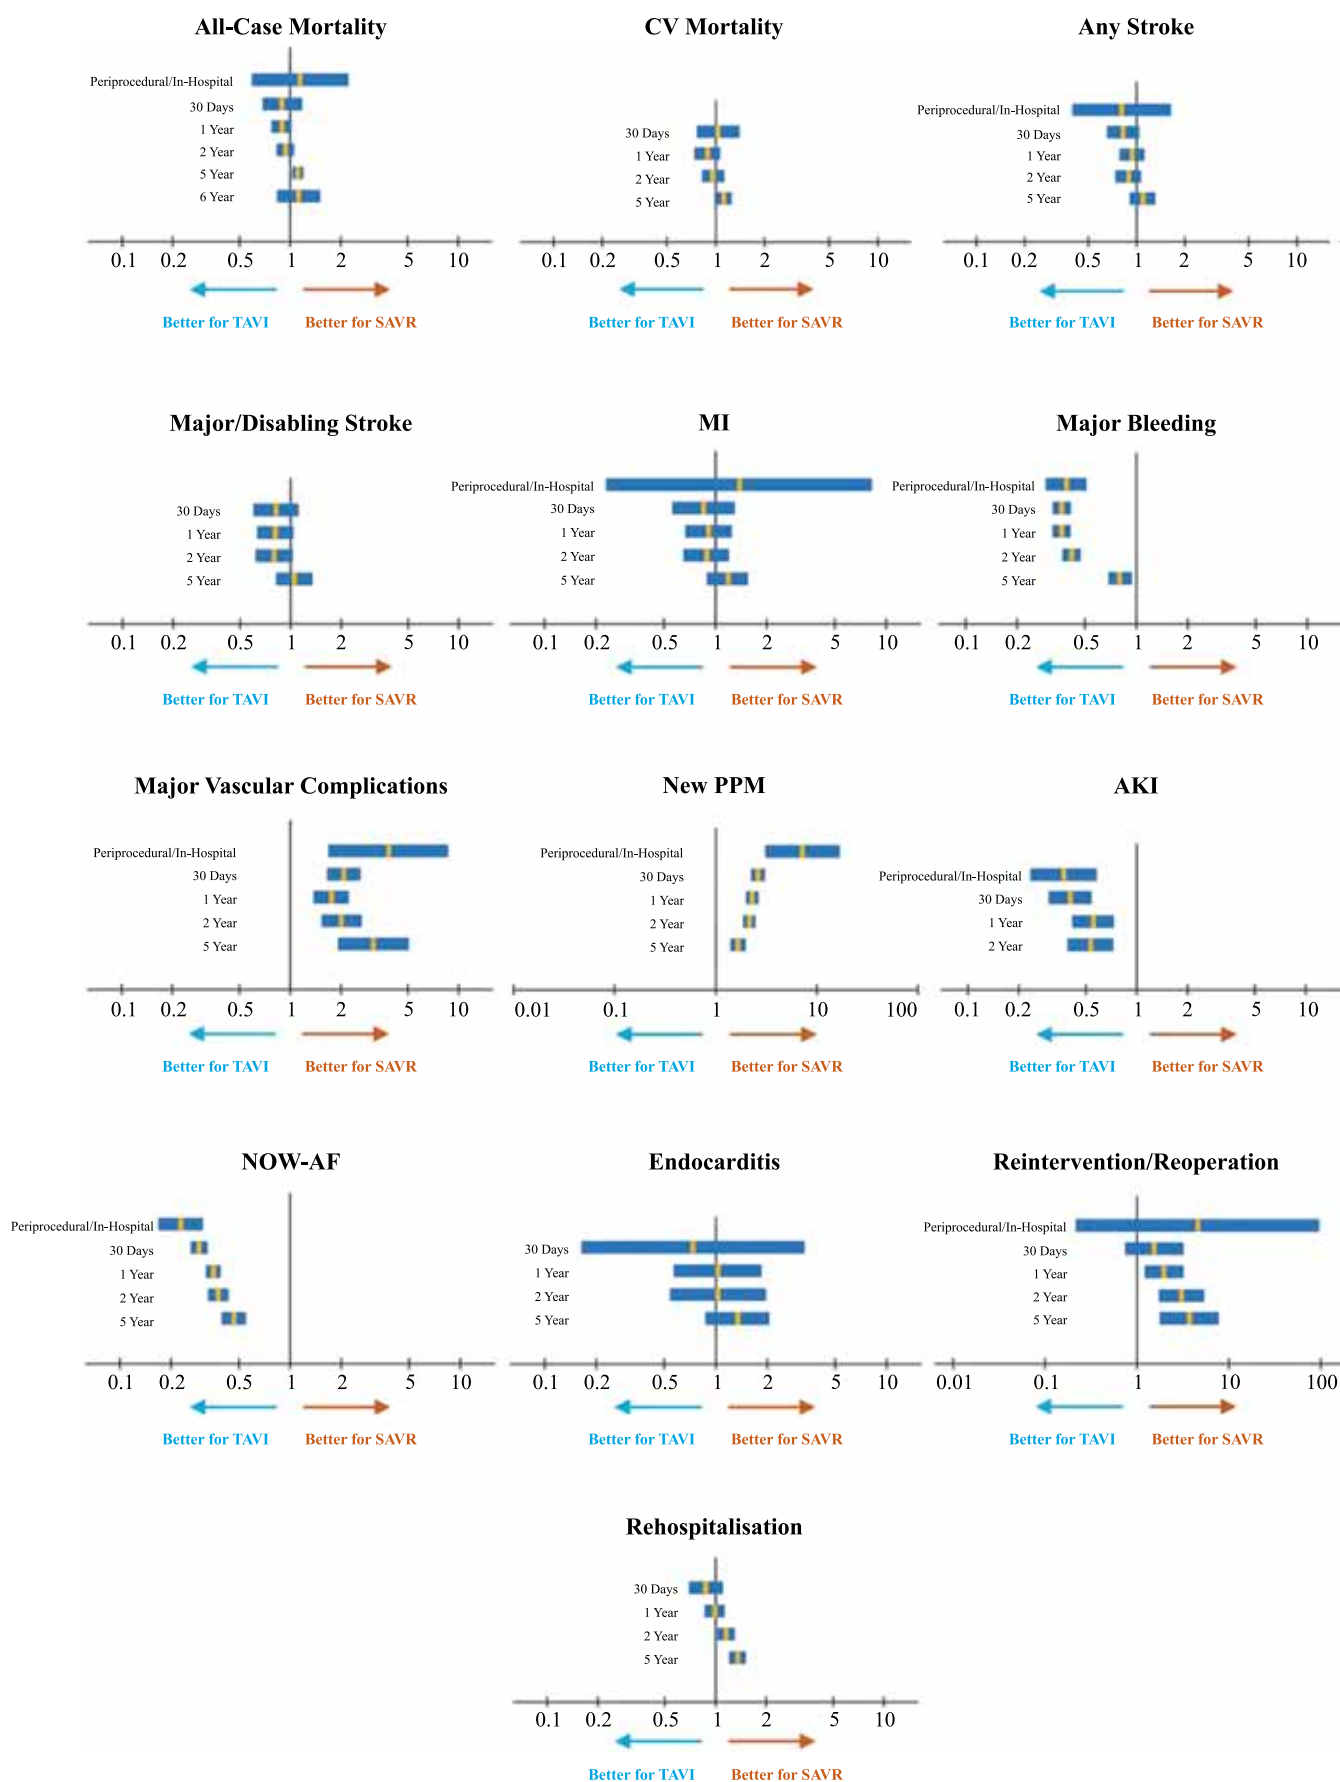 All-Case Mortality
Periprocedural/In-Hospital
30 Days
1 Year
2 Year
5 Year
6 Year
0.1 0.2 0.5 1 2 5 10
Better for TAVI Better for SAVR
CV Mortality
30 Days
1 Year
2 Year
5 Year
0.1 0.2 0.5 1 2 5 10
Better for TAVI Better for SAVR
Any Stroke
Periprocedural/In-Hospital
30 Days
1 Year
2 Year
5 Year
0.1 0.2 0.5 1 2 5 10
Better for TAVI Better for SAVR
Major/Disabling Stroke
30 Days
1 Year
2 Year
5 Year
0.1 0.2 0.5 1 2 5 10
Better for TAVI Better for SAVR
MI
Periprocedural/In-Hospital
30 Days
1 Year
2 Year
5 Year
0.1 0.2 0.5 1 2 5 10
Better for TAVI Better for SAVR
Major Bleeding
Periprocedural/In-Hospital
30 Days
1 Year
2 Year
5 Year
0.1 0.2 0.5 1 2 5 10
Better for TAVI Better for SAVR
Major Vascular Complications
Periprocedural/In-Hospital
30 Days
1 Year
2 Year
5 Year
0.1 0.2 0.5 1 2 5 10
Better for TAVI Better for SAVR
New PPM
Periprocedural/In-Hospital
30 Days
1 Year
2 Year
5 Year
0.01 0.1 1 10 100
Better for TAVI Better for SAVR
AKI
Periprocedural/In-Hospital
30 Days
1 Year
2 Year
0.1 0.2 0.5 1 2 5 10
Better for TAVI Better for SAVR
NOW-AF
Periprocedural/In-Hospital
30 Days
1 Year
2 Year
5 Year
0.1 0.2 0.5 1 2 5 10
Better for TAVI Better for SAVR
Endocarditis
30 Days
1 Year
2 Year
5 Year
0.1 0.2 0.5 1 2 5 10
Better for TAVI Better for SAVR
Reintervention/Reoperation
Periprocedural/In-Hospital
30 Days
1 Year
2 Year
5 Year
0.01 0.1 1 10 100
Better for TAVI Better for SAVR
Rehospitalisation
30 Days
1 Year
2 Year
5 Year
0.1 0.2 0.5 1 2 5 10
Better for TAVI Better for SAVR